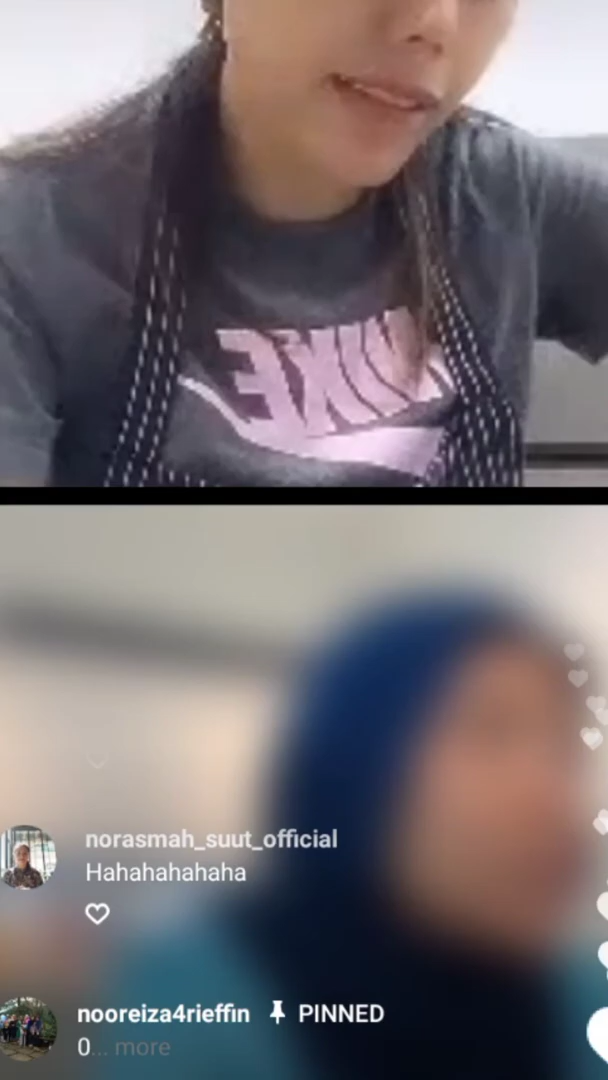 NIKE
norasmah_suut_official
Hahahahahaha
nooreiza4rieffin PINNED
0... more